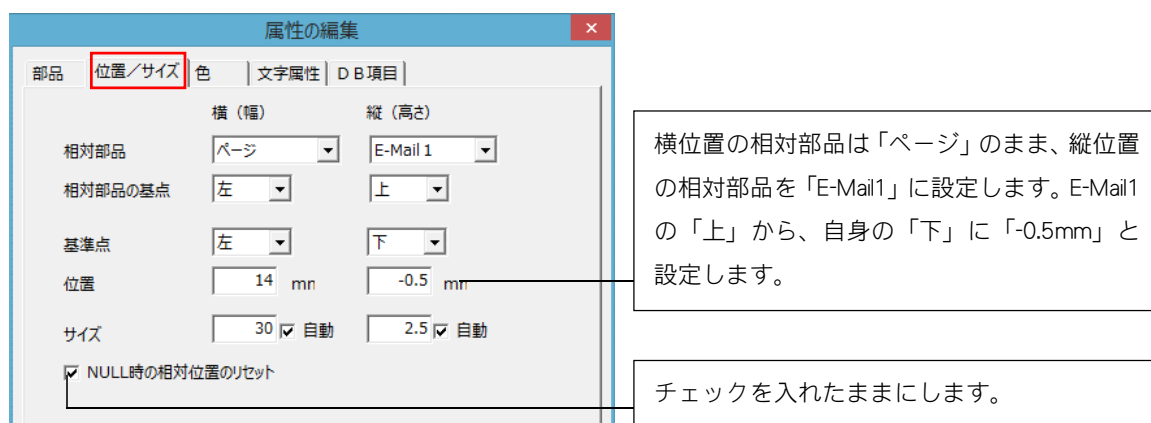 属性の編集
×
部品 位置／サイズ 色 文字属性 ＤＢ項目
横（幅） 縦（高さ）
相対部品 ページ E-Mail 1
相対部品の基点 左 上
基準点 左 下
位置 14 mm -0.5 mm
サイズ 30 自動 2.5 自動
NULL時の相対位置のリセット
横位置の相対部品は「ページ」のまま、縦位置
の相対部品を「E-Mail1」に設定します。E-Mail1
の「上」から、自身の「下」に「-0.5mm」と
設定します。
チェックを入れたままにします。